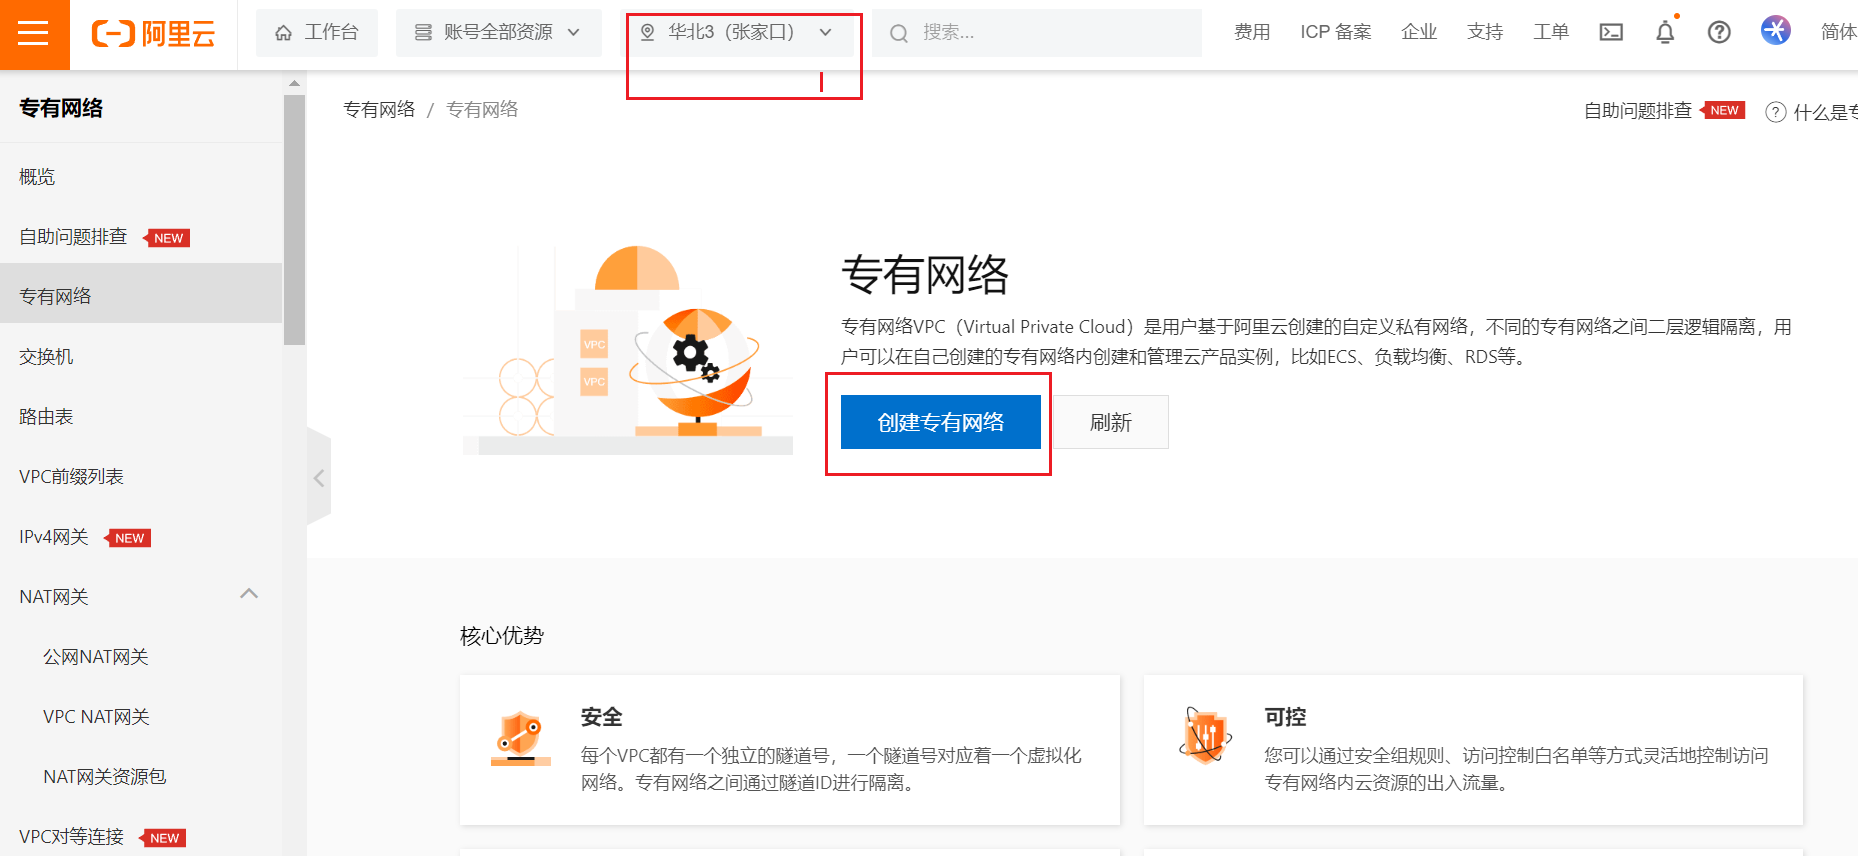 阿里云
工作台
账号全部资源
华北3（张家口）
搜索...
费用
ICP 备案
企业
支持
工单
简体
专有网络
概览
自助问题排查 NEW
专有网络
交换机
路由表
VPC前缀列表
IPv4网关 NEW
NAT网关
公网NAT网关
VPC NAT网关
NAT网关资源包
VPC对等连接 NEW
专有网络 / 专有网络
自助问题排查 NEW
什么是专
VPC
VPC
专有网络
专有网络VPC（Virtual Private Cloud）是用户基于阿里云创建的自定义私有网络，不同的专有网络之间二层逻辑隔离，用
户可以在自己创建的专有网络内创建和管理云产品实例，比如ECS、负载均衡、RDS等。
创建专有网络
刷新
核心优势
安全
每个VPC都有一个独立的隧道号，一个隧道号对应着一个虚拟化
网络。专有网络之间通过隧道ID进行隔离。
可控
您可以通过安全组规则、访问控制白名单等方式灵活地控制访问
专有网络内云资源的出入流量。